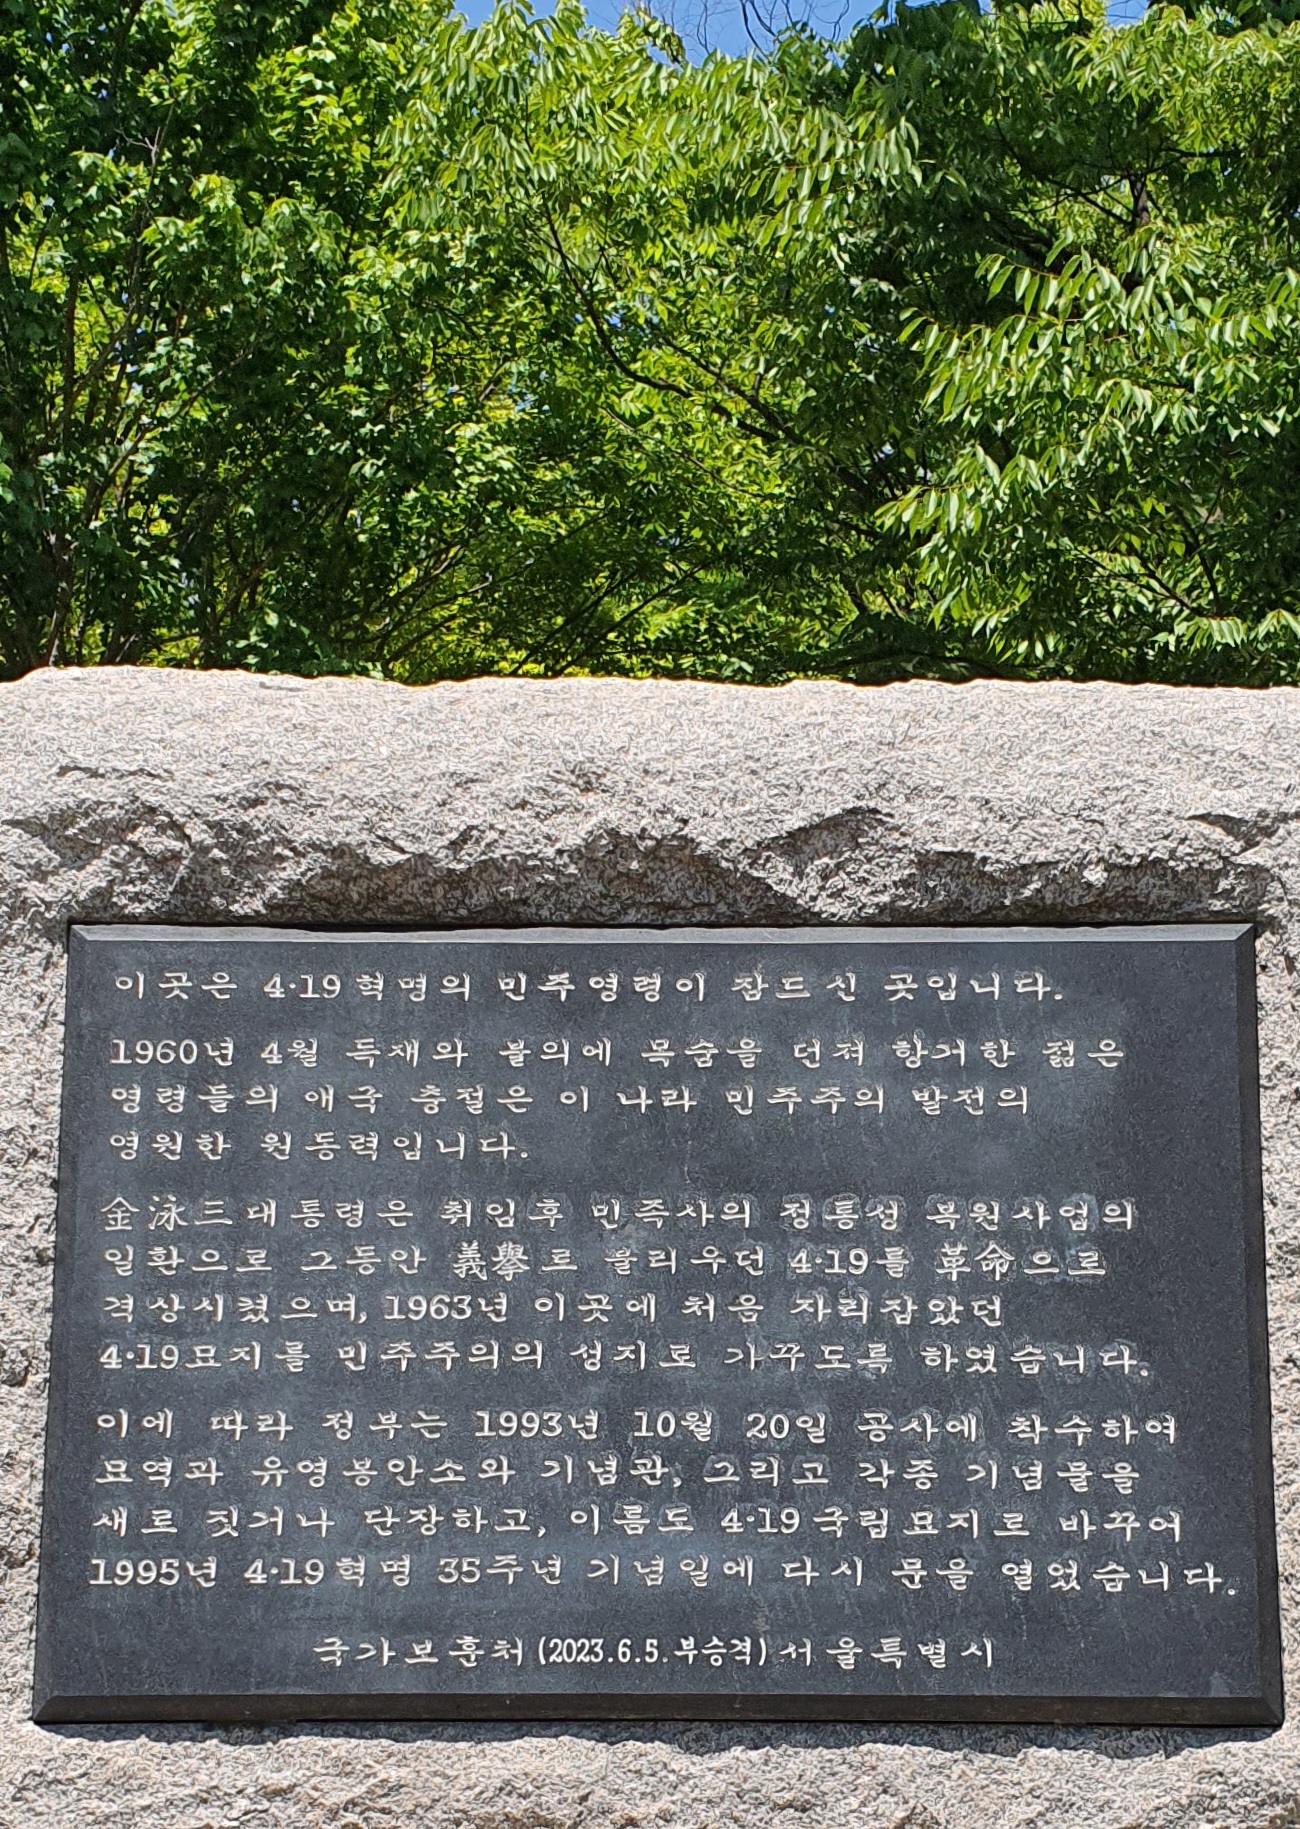 이곳은 4·19혁명의 민주영령이 잠드신 곳입니다.
1960년 4월 독재와 불의에 목숨을 던져 항거한 젊은
영령들의 애국 충절은 이 나라 민주주의 발전의
영원한 원동력입니다.
金泳三대통령은 취임후 민족사의 정통성 복원사업의
일환으로 그동안 義擧로 불리우던 4·19를 革命으로
격상시켰으며, 1963년 이곳에 처음 자리잡았던
4·19묘지를 민주주의의 성지로 가꾸도록 하였습니다.
이에 따라 정부는 1993년 10월 20일 공사에 착수하여
묘역과 유영봉안소와 기념관, 그리고 각종 기념물을
새로 짓거나 단장하고, 이름도 4·19국립묘지로 바꾸어
1995년 4·19혁명 35주년 기념일에 다시 문을 열었습니다.
국가보훈처(2023.6.5.부승격)서울특별시